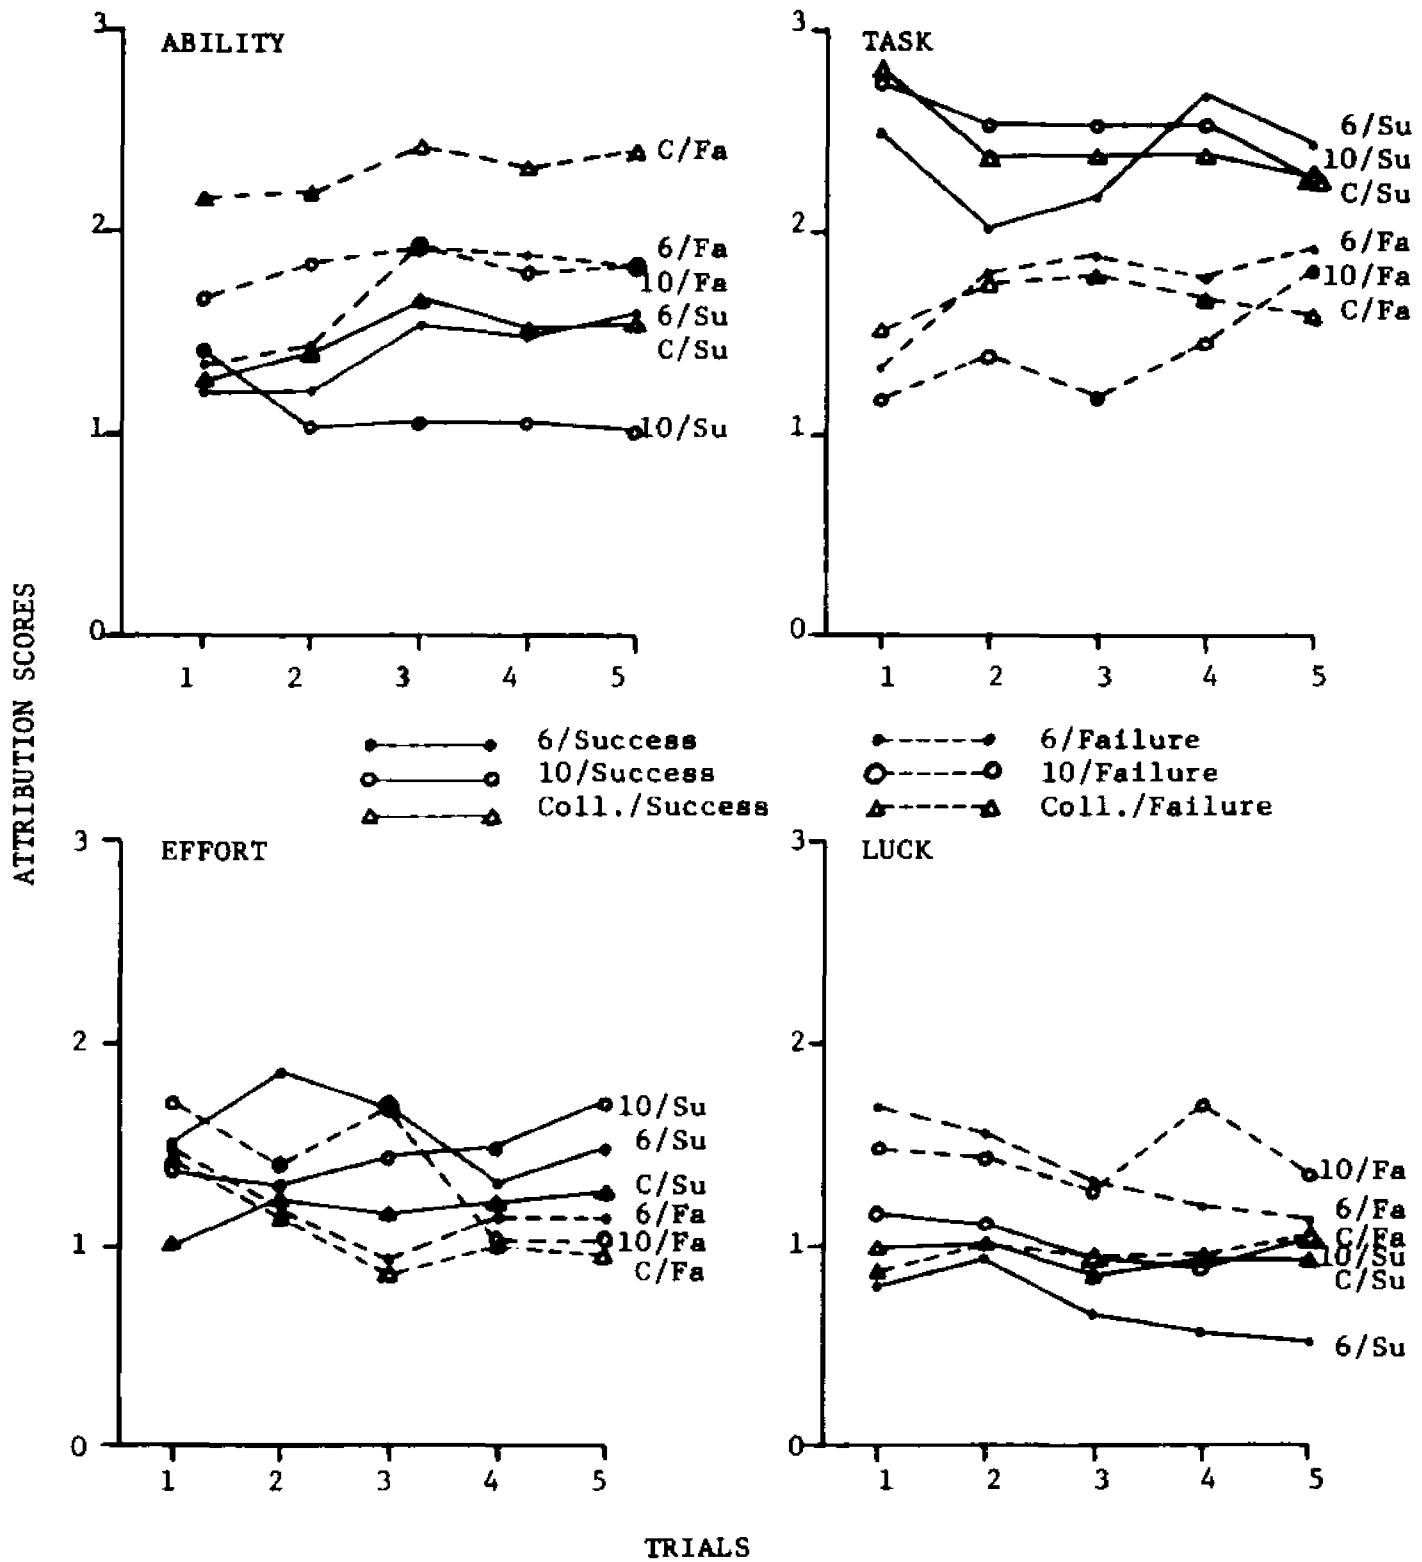 ABILITY
3
2
1
0
C/Fa
6/Fa
10/Fa
6/Su
C/Su
10/Su
1 2 3 4 5
TASK
3
2
1
0
6/Su
10/Su
C/Su
6/Fa
10/Fa
C/Fa
1 2 3 4 5
ATTRIBUTION SCORES
6/Success
10/Success
Coll./Success
6/Failure
10/Failure
Coll./Failure
EFFORT
3
2
1
0
10/Su
6/Su
C/Su
6/Fa
10/Fa
C/Fa
1 2 3 4 5
LUCK
3
2
1
0
10/Fa
6/Fa
C/Fa
10/Su
C/Su
6/Su
1 2 3 4 5
TRIALS